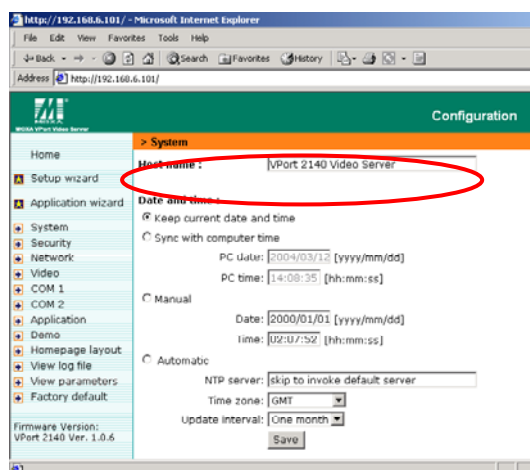 http://192.168.6.101/ - Microsoft Internet Explorer
File Edit View Favorites Tools Help
Back Search Favorites History
Address http://192.168.6.101/
MOXA
MOXA VPort Video Server
Configuration
> System
Home
Setup wizard
Application wizard
System
Security
Network
Video
COM 1
COM 2
Application
Demo
Homepage layout
View log file
View parameters
Factory default
Firmware Version:
VPort 2140 Ver. 1.0.6
Host name : VPort 2140 Video Server
Date and time :
Keep current date and time
Sync with computer time
PC date: 2004/03/12 [yyyy/mm/dd]
PC time: 14:08:35 [hh:mm:ss]
Manual
Date: 2000/01/01 [yyyy/mm/dd]
Time: 02:07:52 [hh:mm:ss]
Automatic
NTP server: skip to invoke default server
Time zone: GMT
Update interval: One month
Save